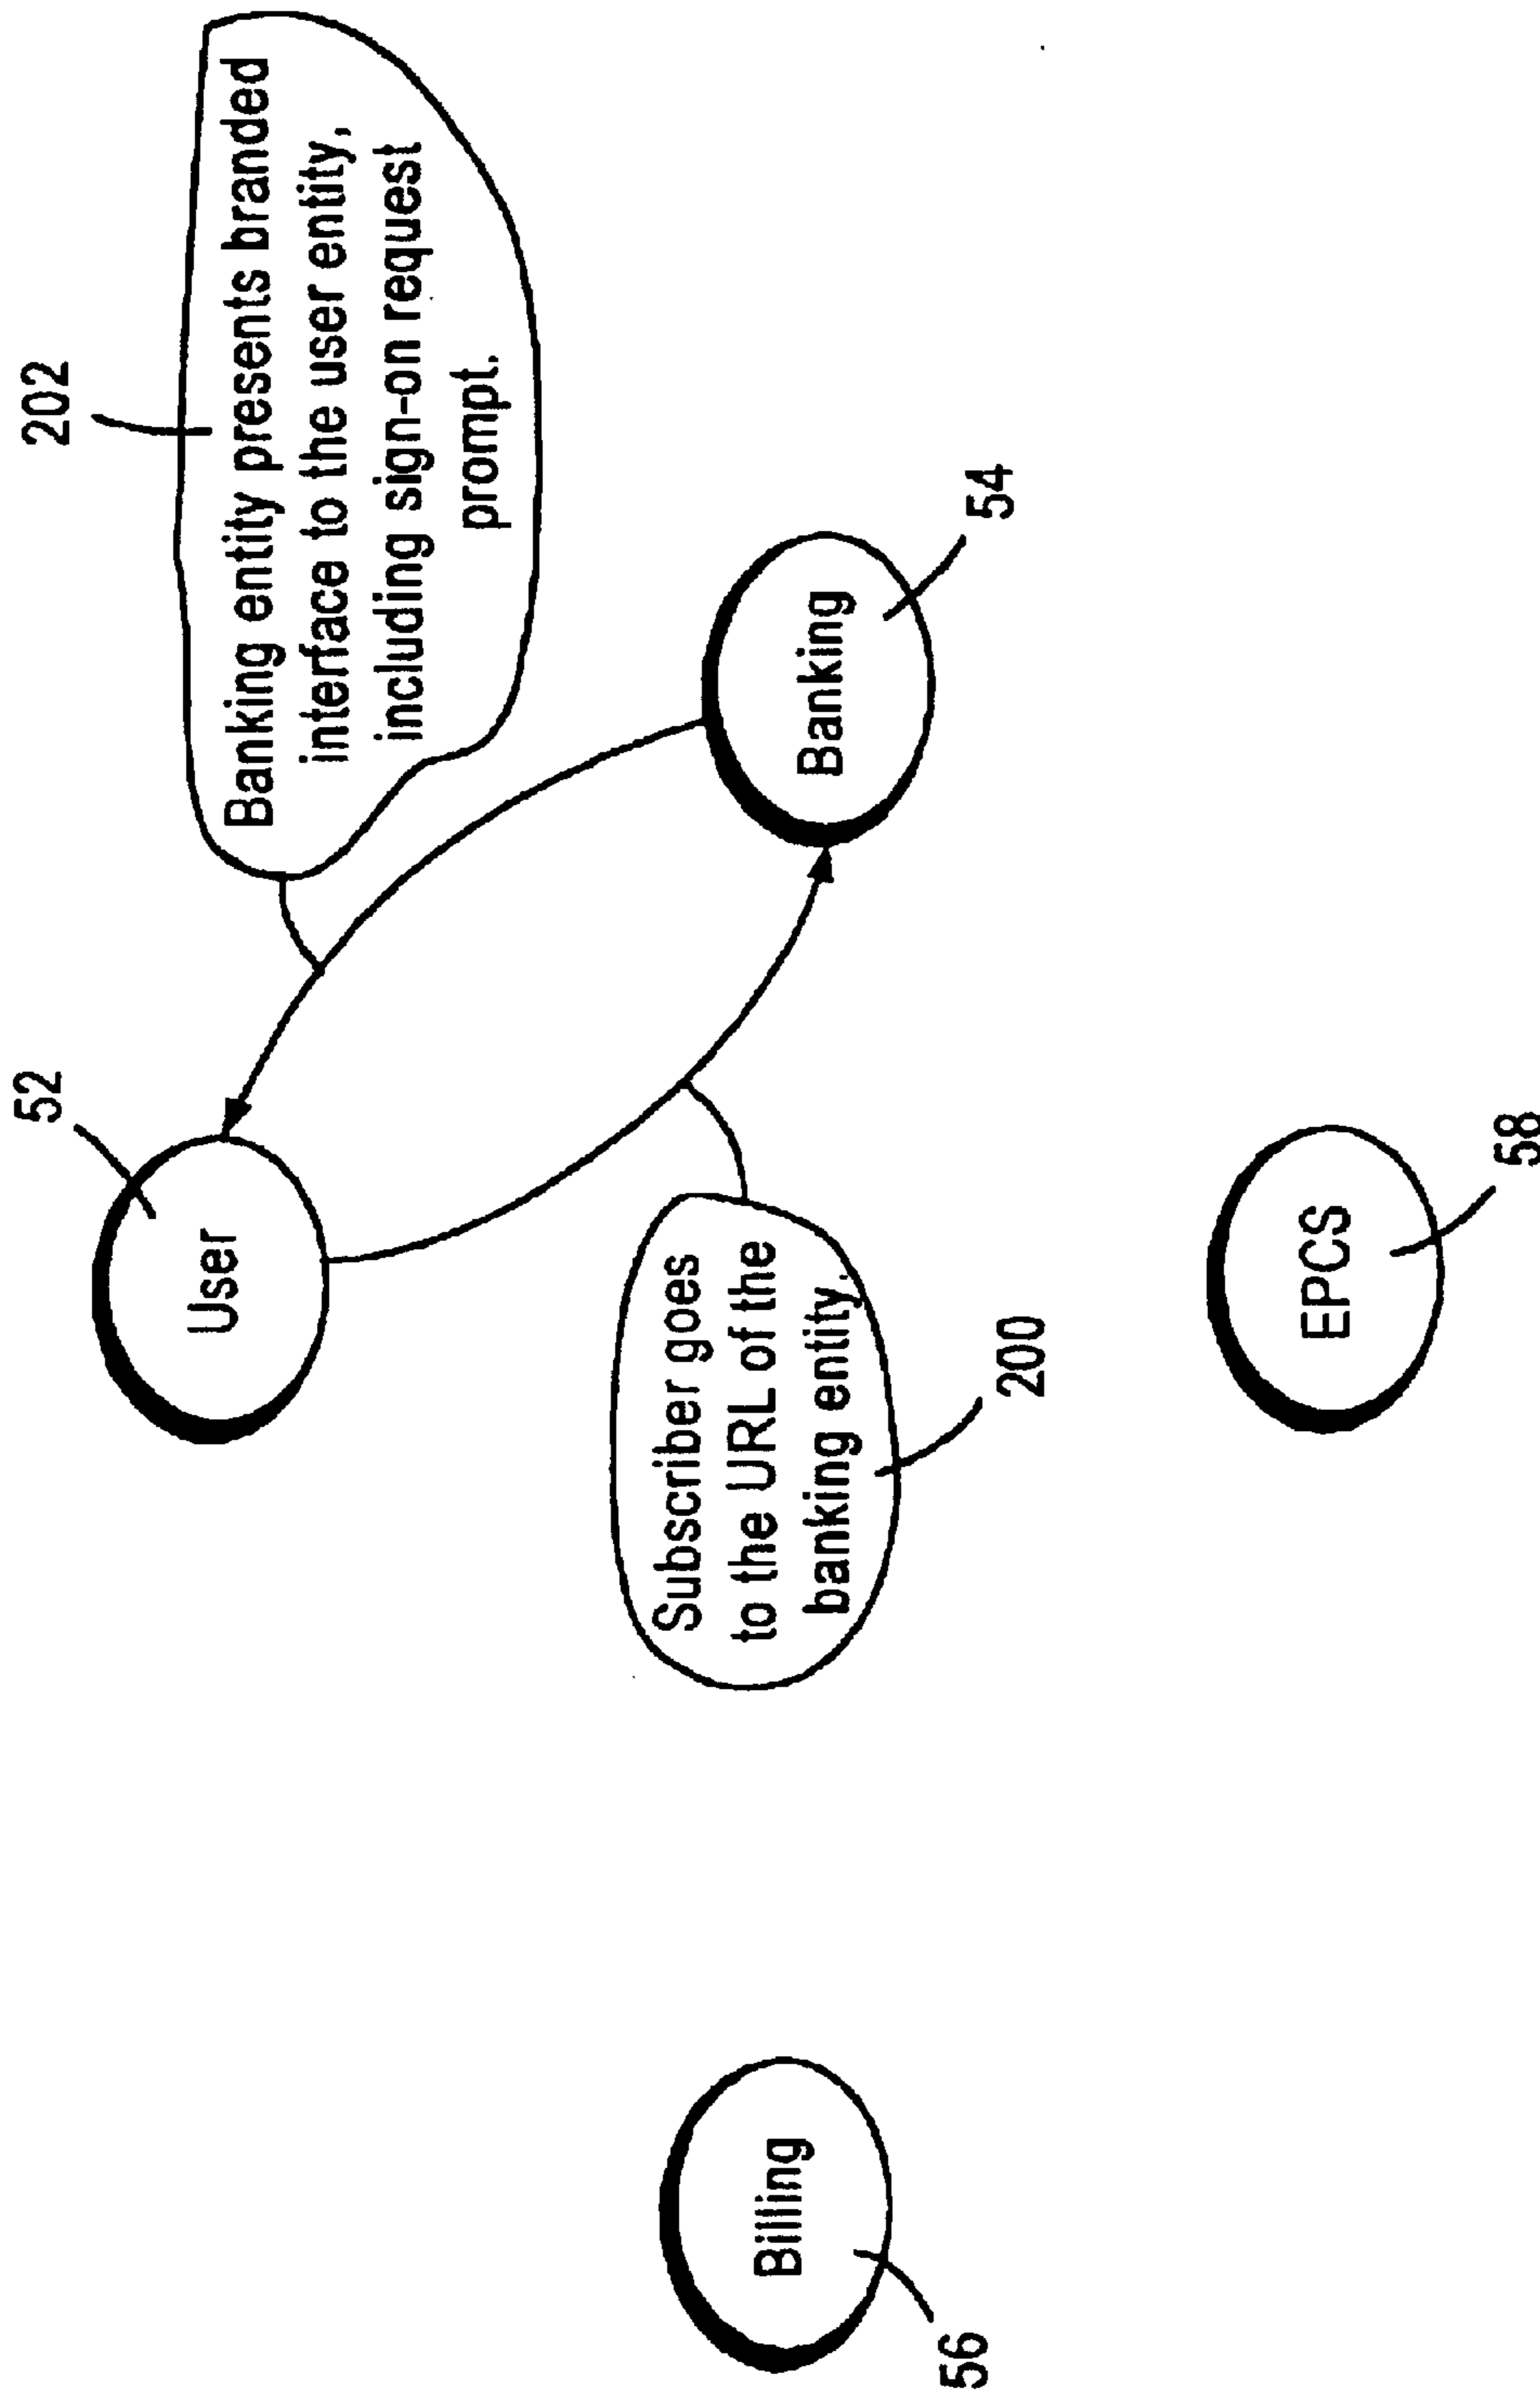 52
User
202
Banking entity presents branded
interface to the user entity,
including sign-on request
prompt.
Subscriber goes
to the URL of the
banking entity.
200
Billing
56
Banking
54
EPCS
58